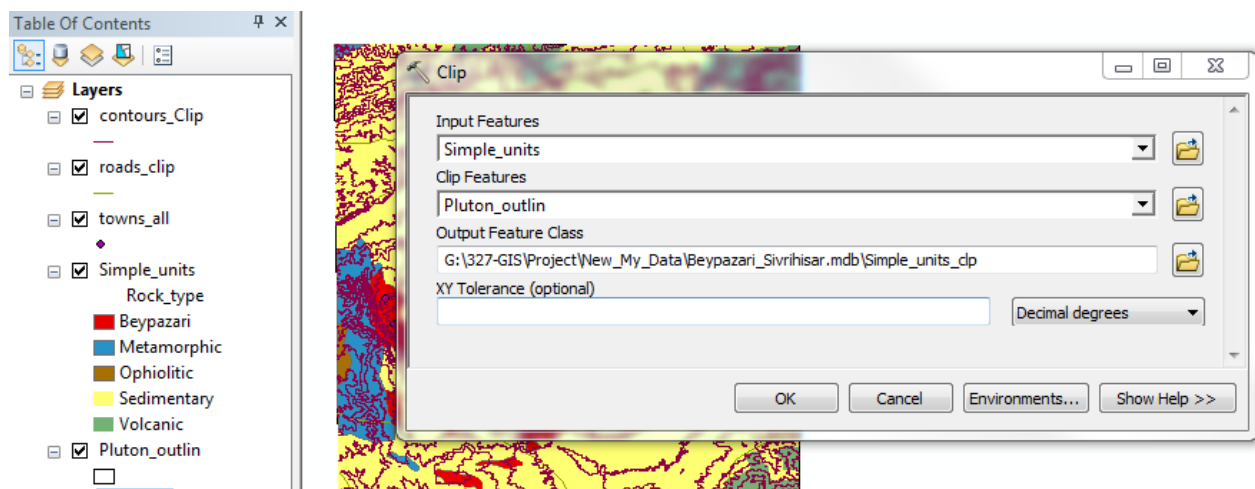 Table Of Contents
Layers
contours_Clip
roads_clip
towns_all
Simple_units
Rock_type
Beypazari
Metamorphic
Ophiolitic
Sedimentary
Volcanic
Pluton_outlin
Clip
Input Features
Simple_units
Clip Features
Pluton_outlin
Output Feature Class
G:\327-GIS\Project\New_My_Data\Beypazari_Sivrihisar.mdb\Simple_units_clp
XY Tolerance (optional)
Decimal degrees
OK Cancel Environments... Show Help >>